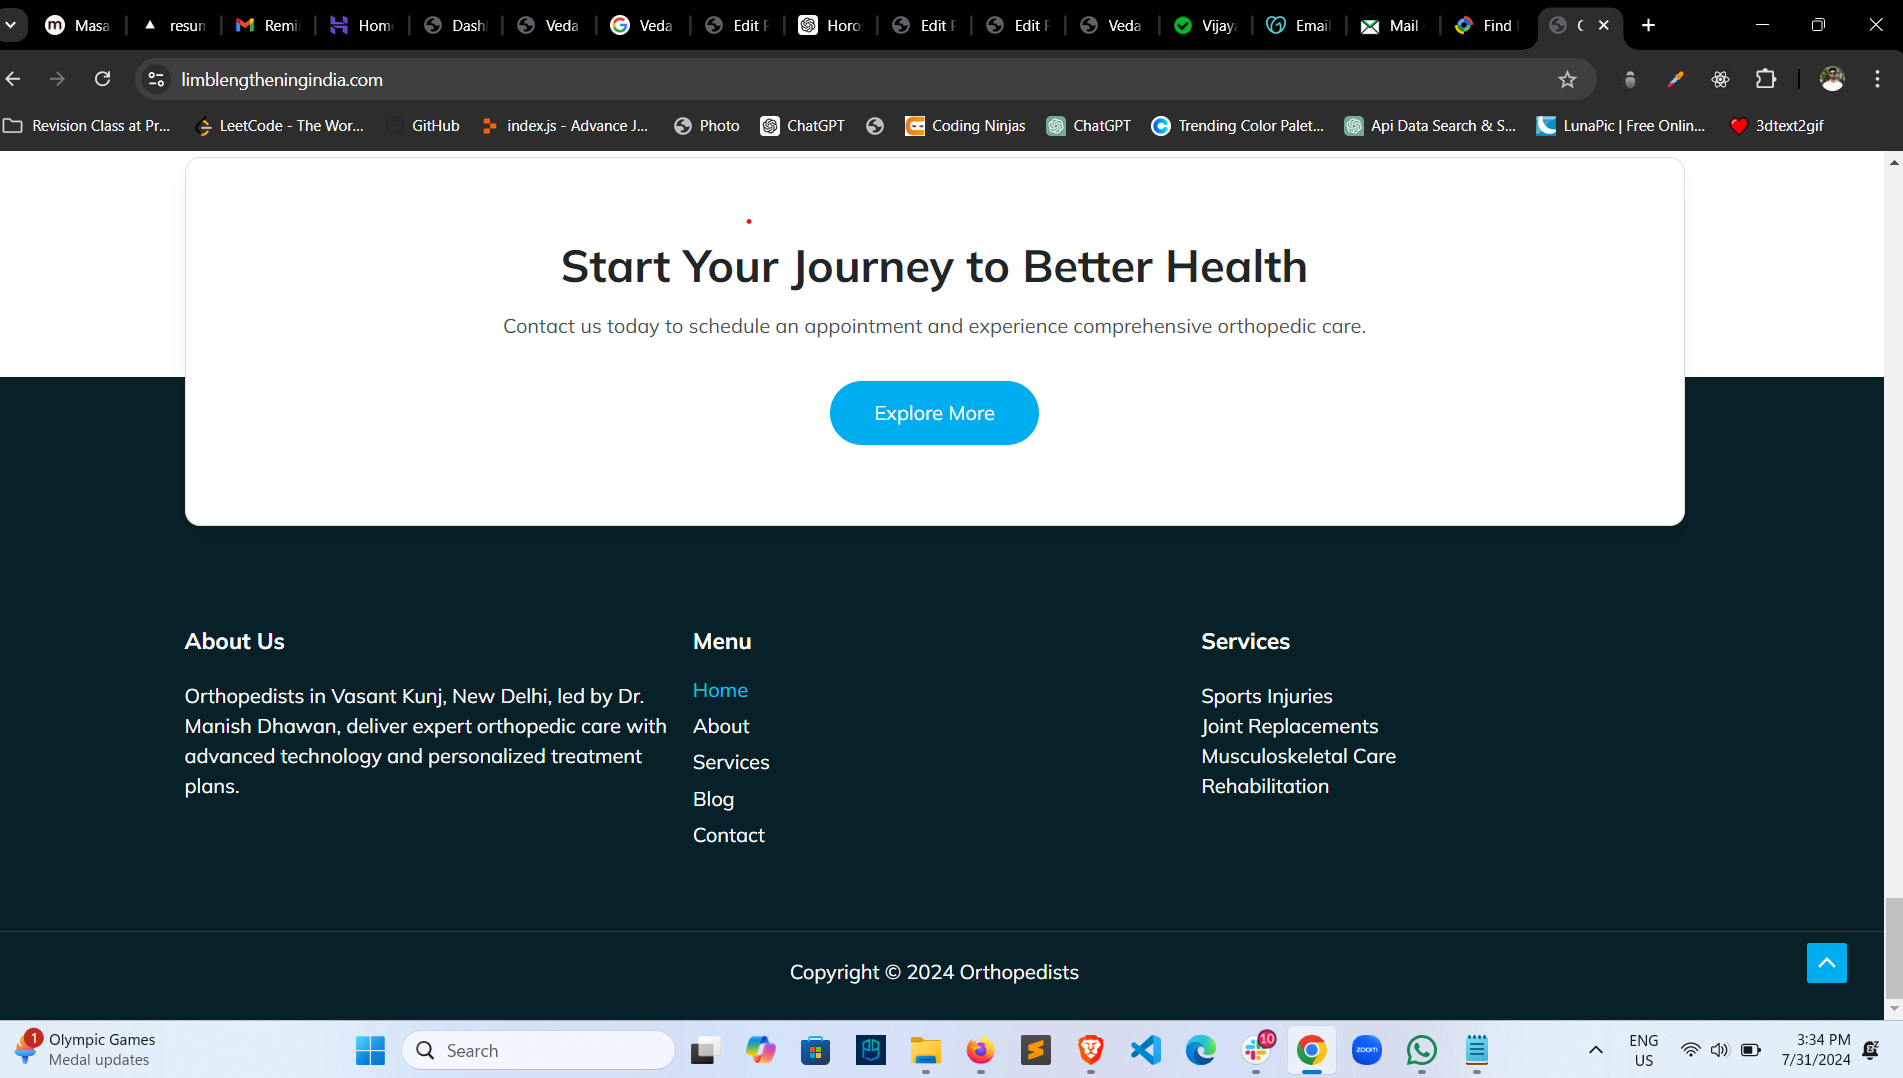 Masa
resum
Remi
Hom
Dash
Veda
Veda
Edit P
Horo
Edit P
Edit P
Veda
Vijaya
Email
Mail
Find
limblengtheningindia.com
Revision Class at Pr...
LeetCode - The Wor...
GitHub
index.js - Advance J...
Photo
ChatGPT
Coding Ninjas
ChatGPT
Trending Color Palet...
Api Data Search & S...
LunaPic | Free Onlin...
3dtext2gif
Start Your Journey to Better Health
Contact us today to schedule an appointment and experience comprehensive orthopedic care.
Explore More
About Us
Orthopedists in Vasant Kunj, New Delhi, led by Dr.
Manish Dhawan, deliver expert orthopedic care with
advanced technology and personalized treatment
plans.
Menu
Home
About
Services
Blog
Contact
Services
Sports Injuries
Joint Replacements
Musculoskeletal Care
Rehabilitation
Copyright © 2024 Orthopedists
1
Olympic Games
Medal updates
Search
10
zoom
ENG
US
3:34 PM
7/31/2024